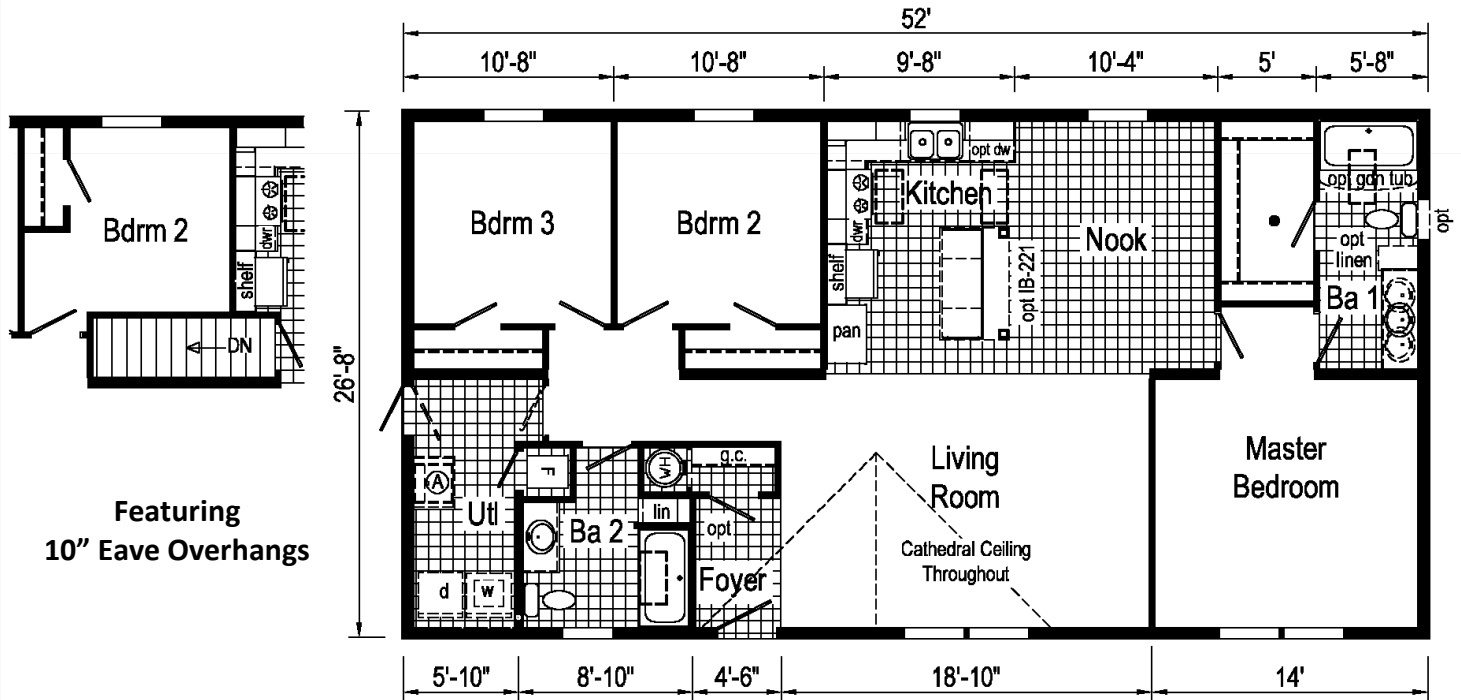 52'
10'-8" 10'-8" 9'-8" 10'-4" 5' 5'-8"
26'-8"
Bdrm 2
dwr
shelf
DN
Featuring
10” Eave Overhangs
Bdrm 3
Bdrm 2
Kitchen
opt dw
dwr
shelf
pan
opt IB-221
Nook
opt gdn tub
opt
opt
linen
Ba 1
Living
Room
Cathedral Ceiling
Throughout
Master
Bedroom
A
F
WH
g.c.
Utl
Ba 2
lin
opt
Foyer
d
w
5'-10" 8'-10" 4'-6" 18'-10" 14'